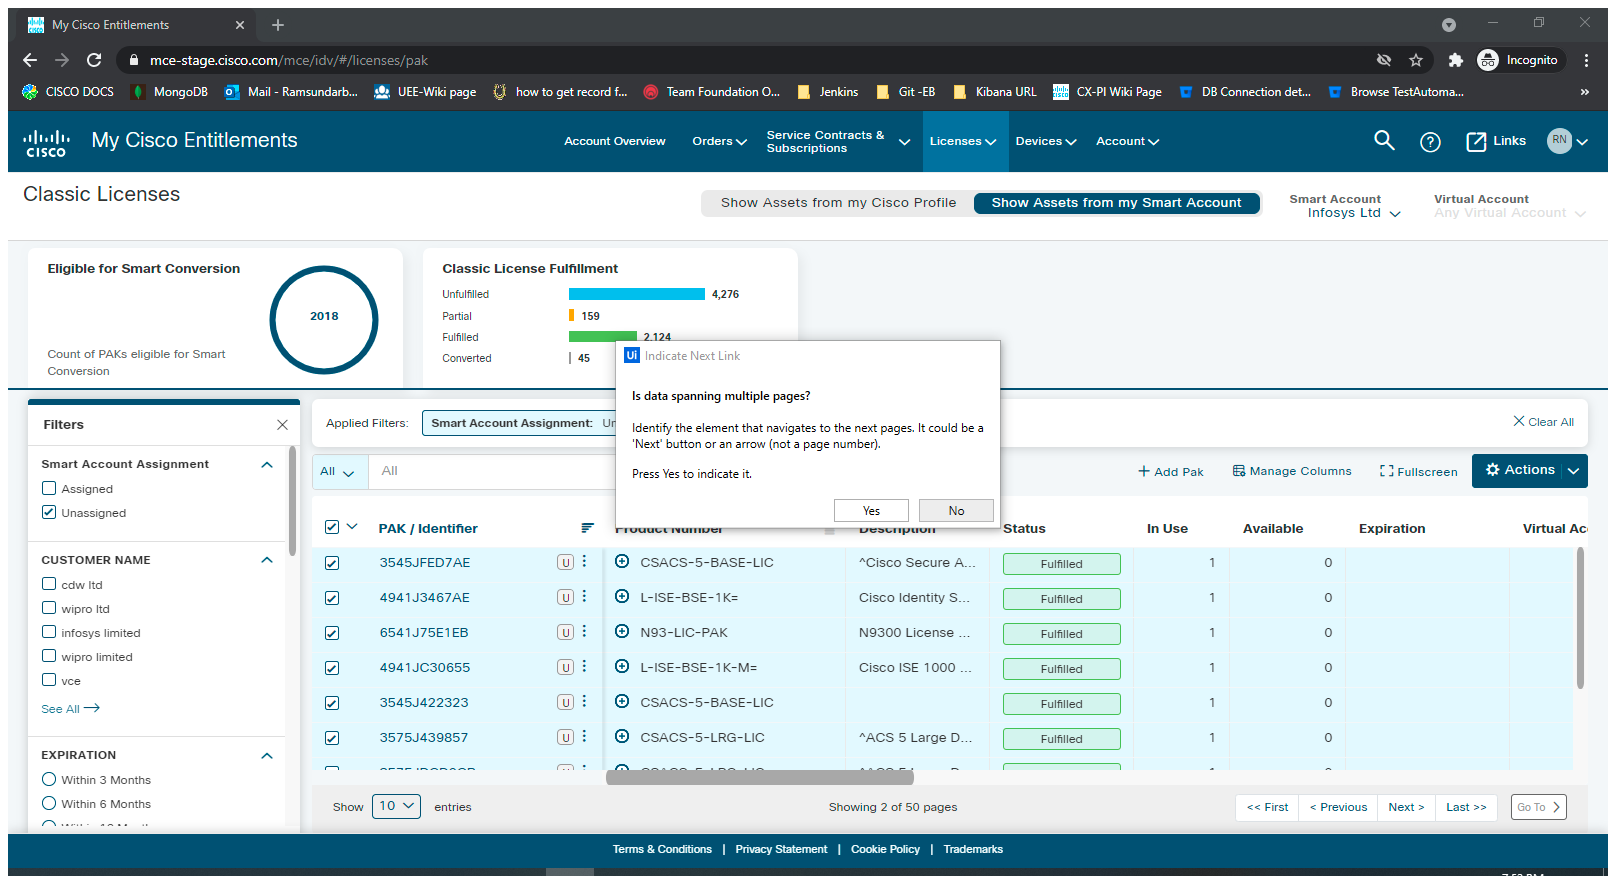 My Cisco Entitlements
mce-stage.cisco.com/mce/idv/#/licenses/pak
Incognito
CISCO DOCS
MongoDB
Mail - Ramsundarb...
UEE-Wiki page
how to get record f...
Team Foundation O...
Jenkins
Git -EB
Kibana URL
CX-PI Wiki Page
DB Connection det...
Browse TestAutoma...
»
CISCO
My Cisco Entitlements
Account Overview
Orders
Service Contracts &
Subscriptions
Licenses
Devices
Account
Links
RN
Classic Licenses
Show Assets from my Cisco Profile
Show Assets from my Smart Account
Smart Account
Infosys Ltd
Virtual Account
Any Virtual Account
Eligible for Smart Conversion
2018
Count of PAKs eligible for Smart
Conversion
Classic License Fulfillment
Unfulfilled 4,276
Partial 159
Fulfilled 2,124
Converted 45
Ui Indicate Next Link
Is data spanning multiple pages?
Identify the element that navigates to the next pages. It could be a
'Next' button or an arrow (not a page number).
Press Yes to indicate it.
Yes
No
Filters
Smart Account Assignment
Assigned
Unassigned
CUSTOMER NAME
cdw ltd
wipro ltd
infosys limited
wipro limited
vce
See All
EXPIRATION
Within 3 Months
Within 6 Months
Applied Filters:
Smart Account Assignment: Un
Clear All
All
All
+ Add Pak
Manage Columns
Fullscreen
Actions
PAK / Identifier Product Number Description Status In Use Available Expiration Virtual Ac
3545JFED7AE U CSACS-5-BASE-LIC ^Cisco Secure A... Fulfilled 1 0
4941J3467AE U L-ISE-BSE-1K= Cisco Identity S... Fulfilled 1 0
6541J75E1EB U N93-LIC-PAK N9300 License ... Fulfilled 1 0
4941JC30655 U L-ISE-BSE-1K-M= Cisco ISE 1000 ... Fulfilled 1 0
3545J422323 U CSACS-5-BASE-LIC Fulfilled 1 0
3575J439857 U CSACS-5-LRG-LIC ^ACS 5 Large D... Fulfilled 1 0
Show 10 entries
Showing 2 of 50 pages
<< First
< Previous
Next >
Last >>
Go To
Terms & Conditions | Privacy Statement | Cookie Policy | Trademarks